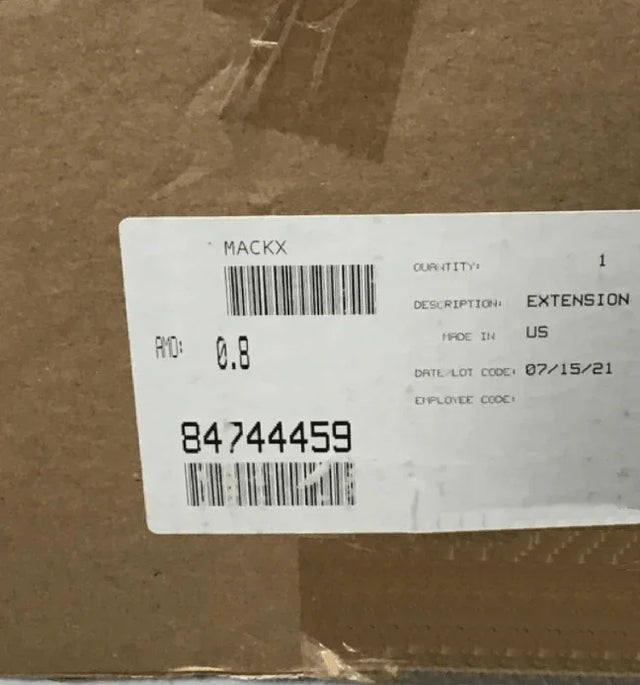 MACKX
QUANTITY: 1
DESCRIPTION: EXTENSION
MADE IN US
AMD: 0.8
DATE/LOT CODE: 07/15/21
EMPLOYEE CODE:
84744459